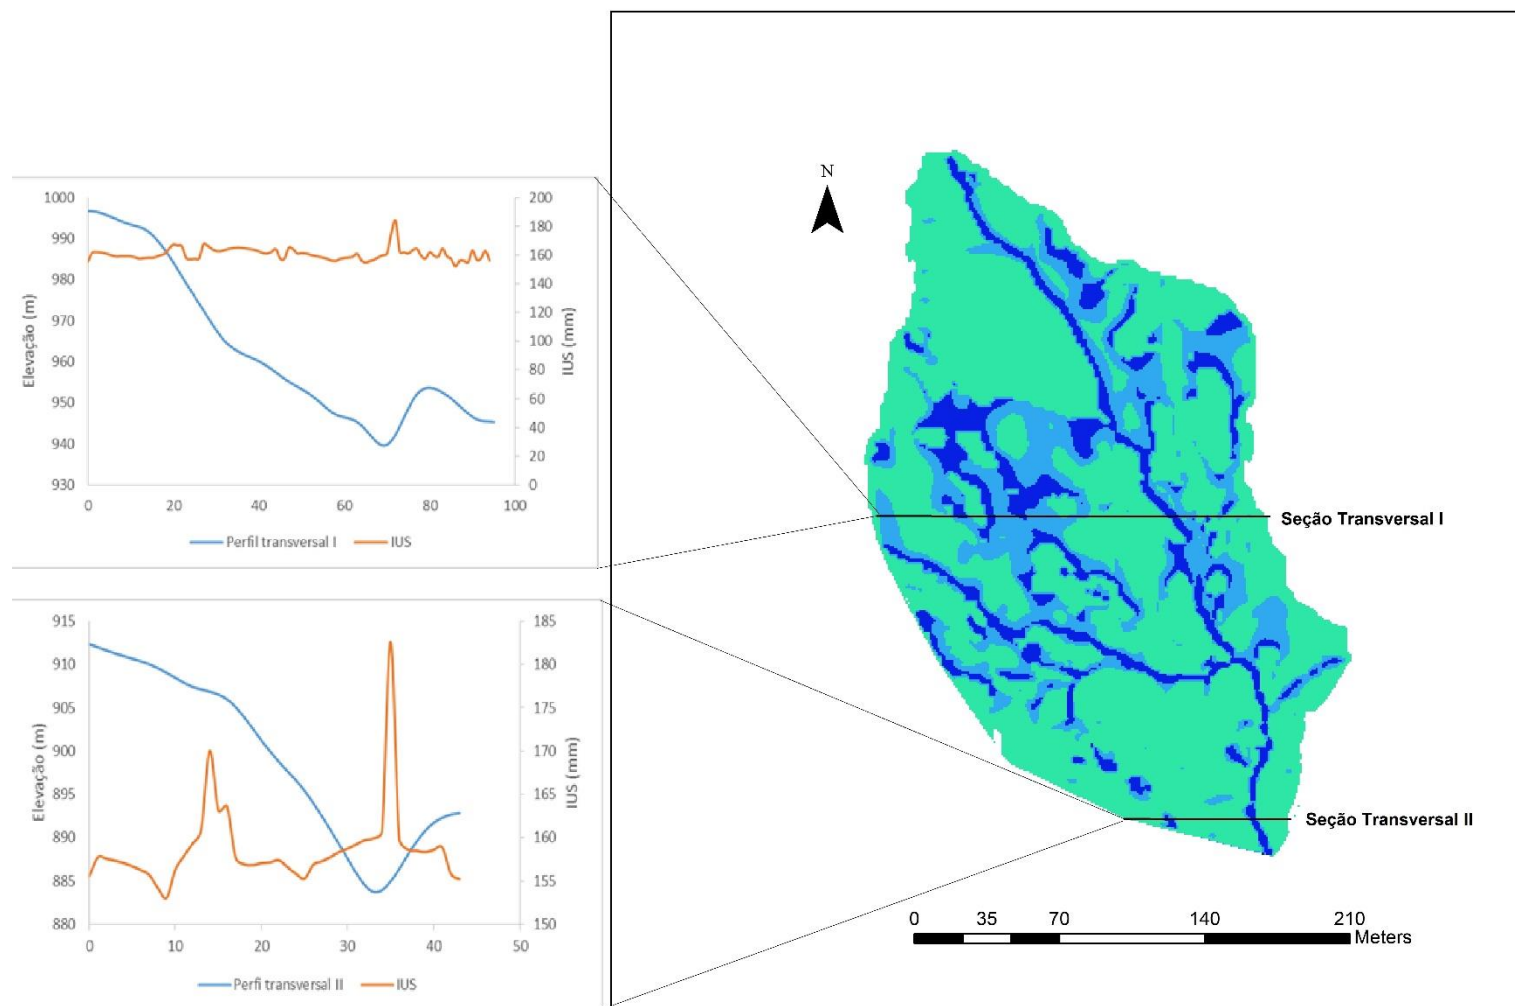 1000
990
980
970
960
950
940
930
Elevação (m)
200
180
160
140
120
100
80
60
40
20
0
IUS (mm)
0 20 40 60 80 100
Perfil transversal I IUS
915
910
905
900
895
890
885
880
Elevação (m)
185
180
175
170
165
160
155
150
IUS (mm)
0 10 20 30 40 50
Perfi transversal II IUS
N
Seção Transversal I
Seção Transversal II
0 35 70 140 210
Meters